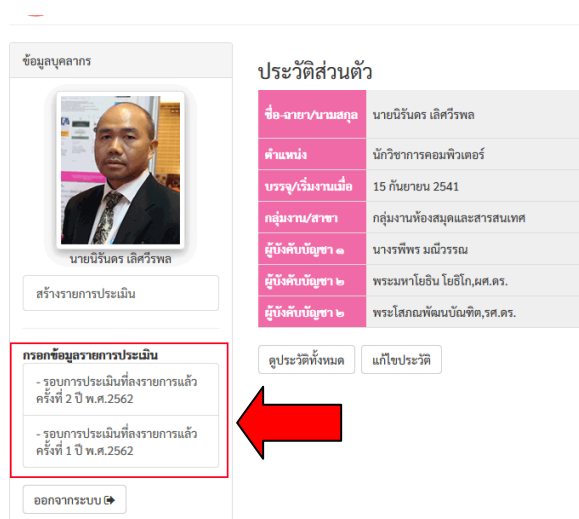 ข้อมูลบุคลากร
นายนิรันดร เลิศวีรพล
สร้างรายการประเมิน
กรอกข้อมูลรายการประเมิน
- รอบการประเมินที่ลงรายการแล้ว
ครั้งที่ 2 ปี พ.ศ.2562
- รอบการประเมินที่ลงรายการแล้ว
ครั้งที่ 1 ปี พ.ศ.2562
ออกจากระบบ
ประวัติส่วนตัว
ชื่อ-ฉายา/นามสกุล นายนิรันดร เลิศวีรพล
ตำแหน่ง นักวิชาการคอมพิวเตอร์
บรรจุ/เริ่มงานเมื่อ 15 กันยายน 2541
กลุ่มงาน/สาขา กลุ่มงานห้องสมุดและสารสนเทศ
ผู้บังคับบัญชา ๑ นางรพีพร มณีวรรณ
ผู้บังคับบัญชา ๒ พระมหาโยธิน โยธิโก,ผศ.ดร.
ผู้บังคับบัญชา ๒ พระโสภณพัฒนบัณฑิต,รศ.ดร.
ดูประวัติทั้งหมด แก้ไขประวัติ